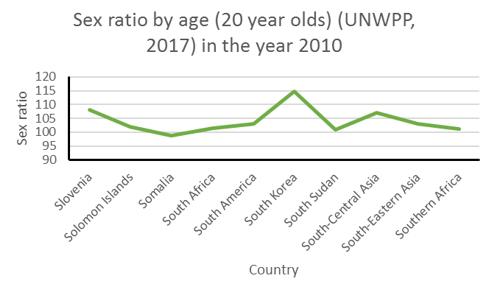 Sex ratio by age (20 year olds) (UNWPP,
2017) in the year 2010
120
115
110
105
100
95
90
Sex ratio
Slovenia
Solomon Islands
Somalia
South Africa
South America
South Korea
South Sudan
South-Central Asia
South-Eastern Asia
Southern Africa
Country